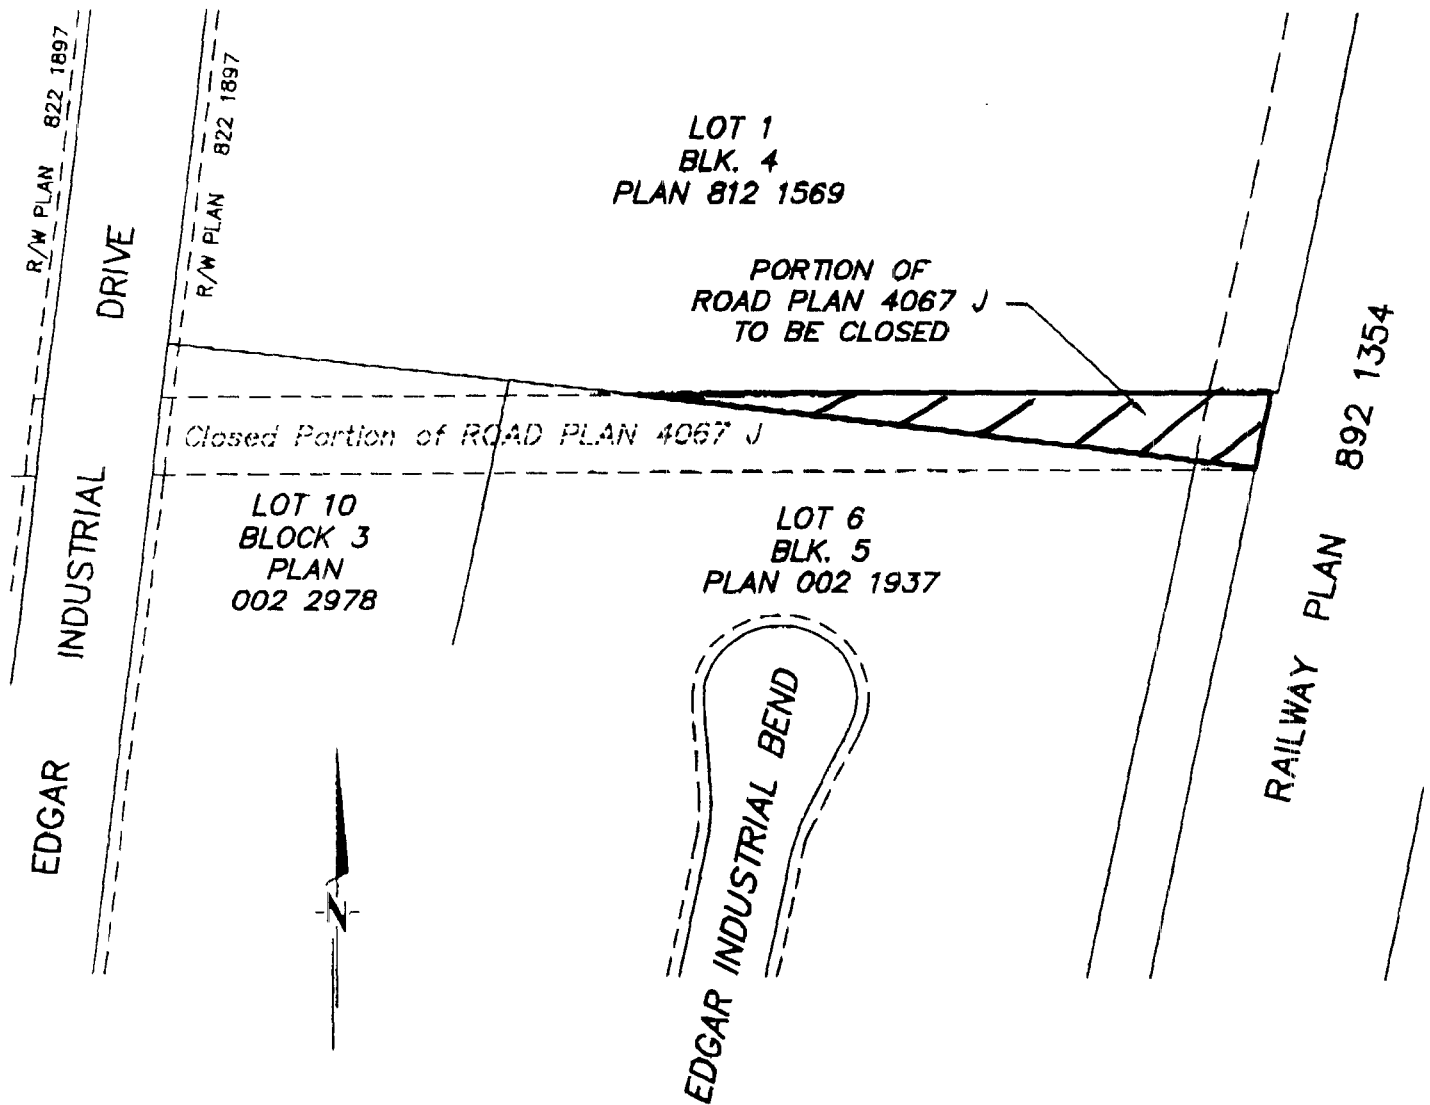 R/W PLAN 822 1897
R/W PLAN 822 1897
LOT 1
BLK. 4
PLAN 812 1569
PORTION OF
ROAD PLAN 4067 J
TO BE CLOSED
Closed Portion of ROAD PLAN 4067 J
LOT 10
BLOCK 3
PLAN
002 2978
LOT 6
BLK. 5
PLAN 002 1937
EDGAR INDUSTRIAL DRIVE
EDGAR INDUSTRIAL BEND
RAILWAY PLAN 892 1354
N